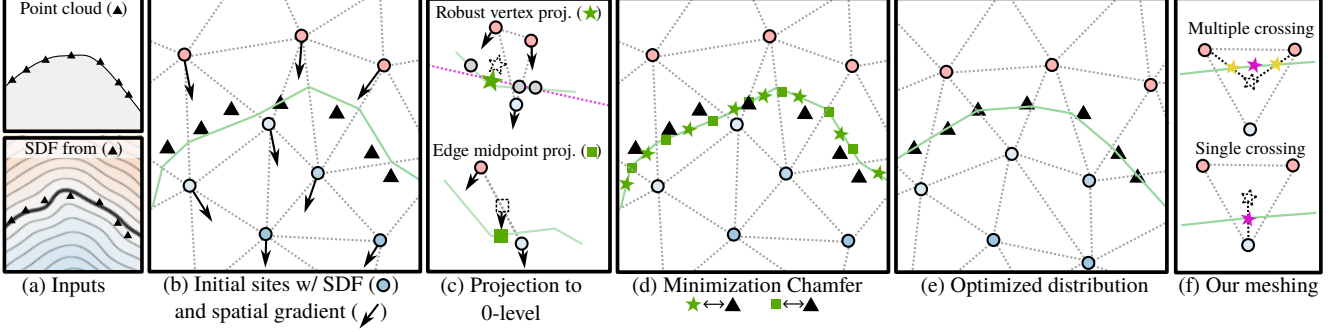 Point cloud (▲)
SDF from (▲)
(a) Inputs
(b) Initial sites w/ SDF ( )
and spatial gradient ( )
Robust vertex proj. (★)
Edge midpoint proj. (■)
(c) Projection to
0-level
(d) Minimization Chamfer
★↔▲ ■↔▲
(e) Optimized distribution
Multiple crossing
Single crossing
(f) Our meshing